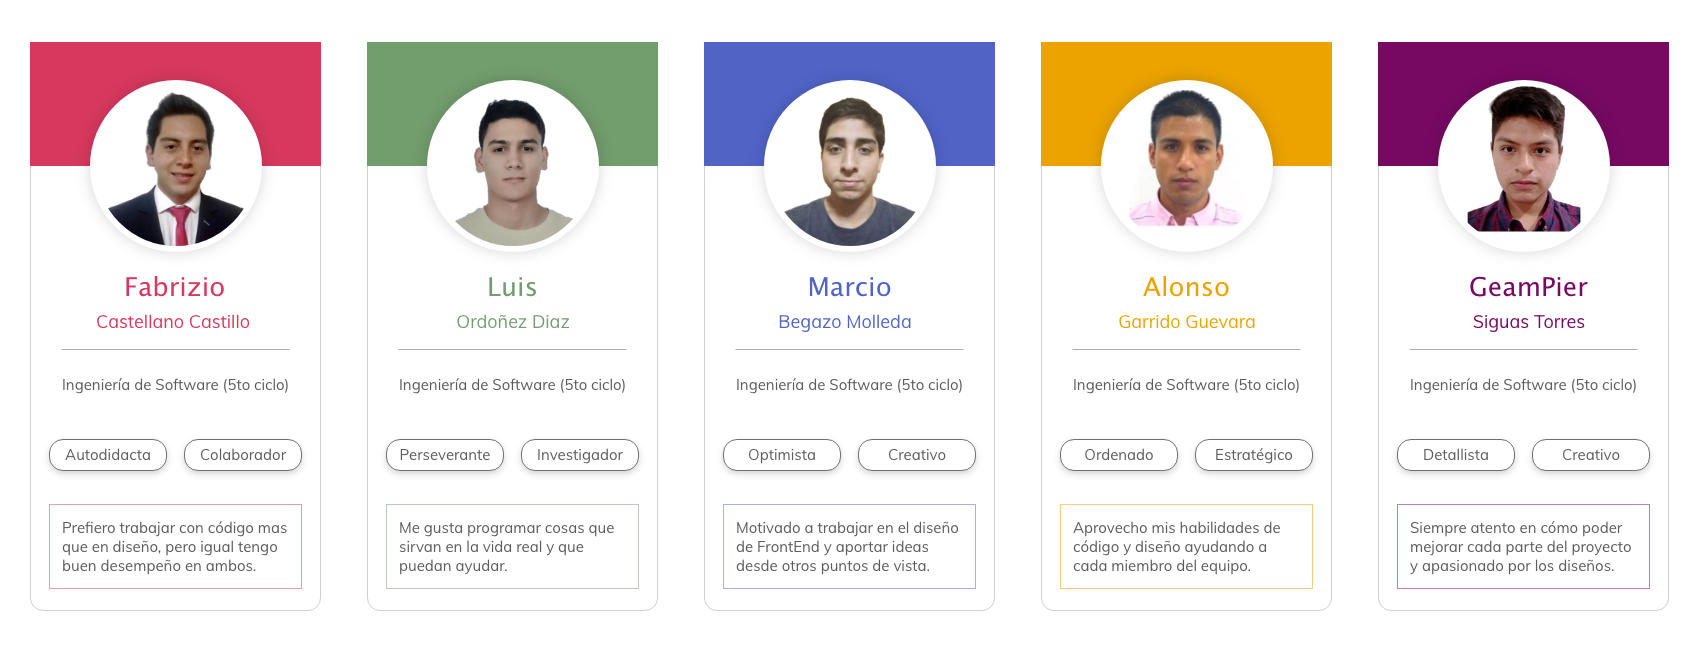 Fabrizio
Castellano Castillo
Ingeniería de Software (5to ciclo)
Autodidacta
Colaborador
Prefiero trabajar con código mas
que en diseño, pero igual tengo
buen desempeño en ambos.
Luis
Ordoñez Diaz
Ingeniería de Software (5to ciclo)
Perseverante
Investigador
Me gusta programar cosas que
sirvan en la vida real y que
puedan ayudar.
Marcio
Begazo Molleda
Ingeniería de Software (5to ciclo)
Optimista
Creativo
Motivado a trabajar en el diseño
de FrontEnd y aportar ideas
desde otros puntos de vista.
Alonso
Garrido Guevara
Ingeniería de Software (5to ciclo)
Ordenado
Estratégico
Aprovecho mis habilidades de
código y diseño ayudando a
cada miembro del equipo.
GeamPier
Siguas Torres
Ingeniería de Software (5to ciclo)
Detallista
Creativo
Siempre atento en cómo poder
mejorar cada parte del proyecto
y apasionado por los diseños.